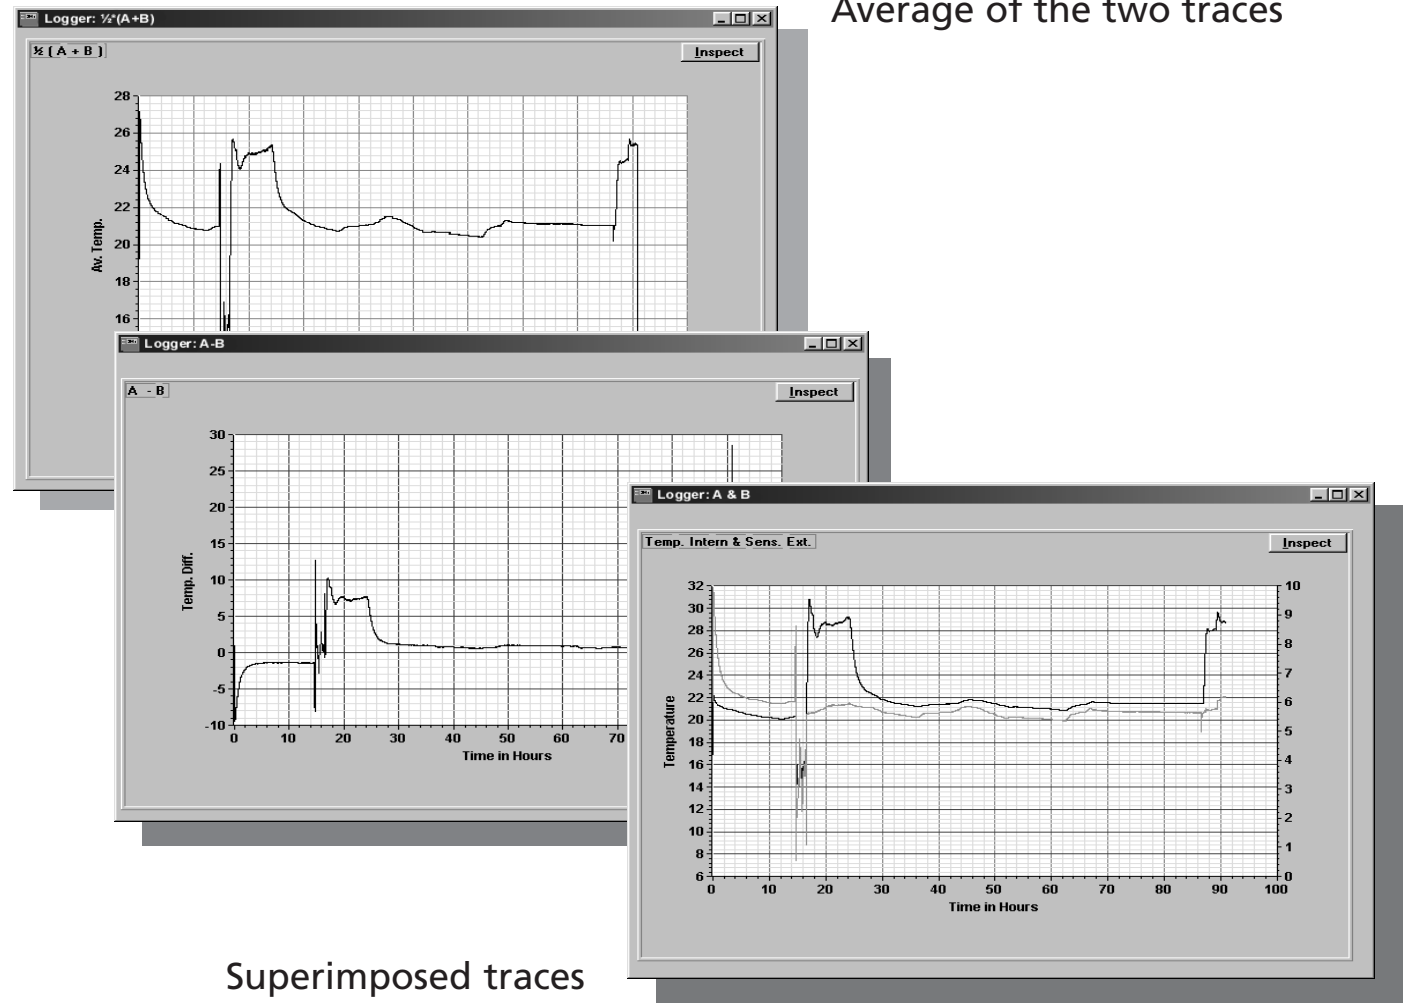 Average of the two traces
Logger: ½*(A+B)
½ ( A + B )
Inspect
28
26
24
22
20
18
16
Av. Temp.
Logger: A-B
A - B
Inspect
30
25
20
15
10
5
0
-5
-10
Temp. Diff.
0 10 20 30 40 50 60 70
Time in Hours
Logger: A & B
Temp. Intern & Sens. Ext.
Inspect
32
30
28
26
24
22
20
18
16
14
12
10
8
6
Temperature
10
9
8
7
6
5
4
3
2
1
0
0 10 20 30 40 50 60 70 80 90 100
Time in Hours
Superimposed traces